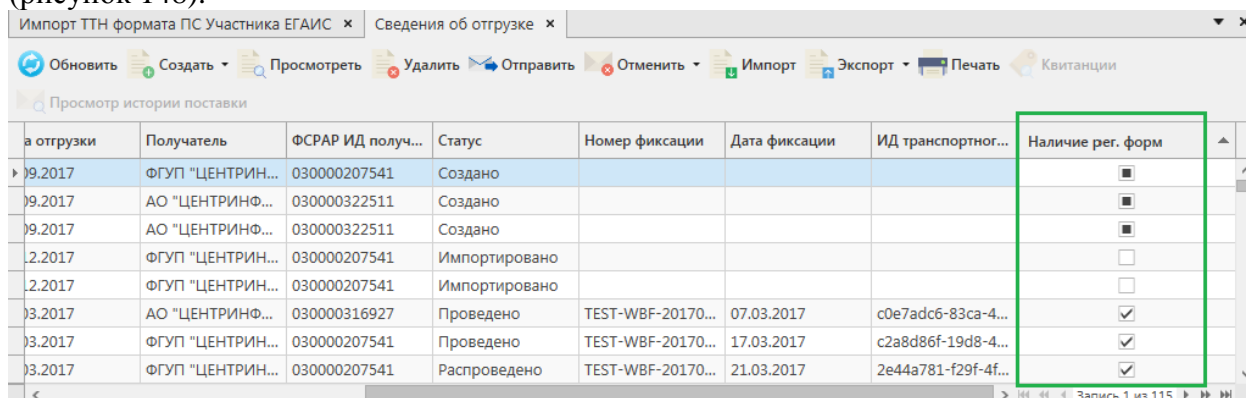 (рисунок 148).
Импорт ТТН формата ПС Участника ЕГАИС × Сведения об отгрузке ×
Обновить Создать Просмотреть Удалить Отправить Отменить Импорт Экспорт Печать Квитанции
Просмотр истории поставки
а отгрузки Получатель ФСРАР ИД получ... Статус Номер фиксации Дата фиксации ИД транспортног... Наличие рег. форм
09.2017 ФГУП "ЦЕНТРИН... 030000207541 Создано
09.2017 АО "ЦЕНТРИНФ... 030000322511 Создано
09.2017 АО "ЦЕНТРИНФ... 030000322511 Создано
.2.2017 ФГУП "ЦЕНТРИН... 030000207541 Импортировано
.2.2017 ФГУП "ЦЕНТРИН... 030000207541 Импортировано
03.2017 АО "ЦЕНТРИНФ... 030000316927 Проведено TEST-WBF-20170... 07.03.2017 c0e7adc6-83ca-4...
03.2017 ФГУП "ЦЕНТРИН... 030000207541 Проведено TEST-WBF-20170... 17.03.2017 c2a8d86f-19d8-4...
03.2017 ФГУП "ЦЕНТРИН... 030000207541 Распроведено TEST-WBF-20170... 21.03.2017 2e44a781-f29f-4f...
Запись 1 из 115